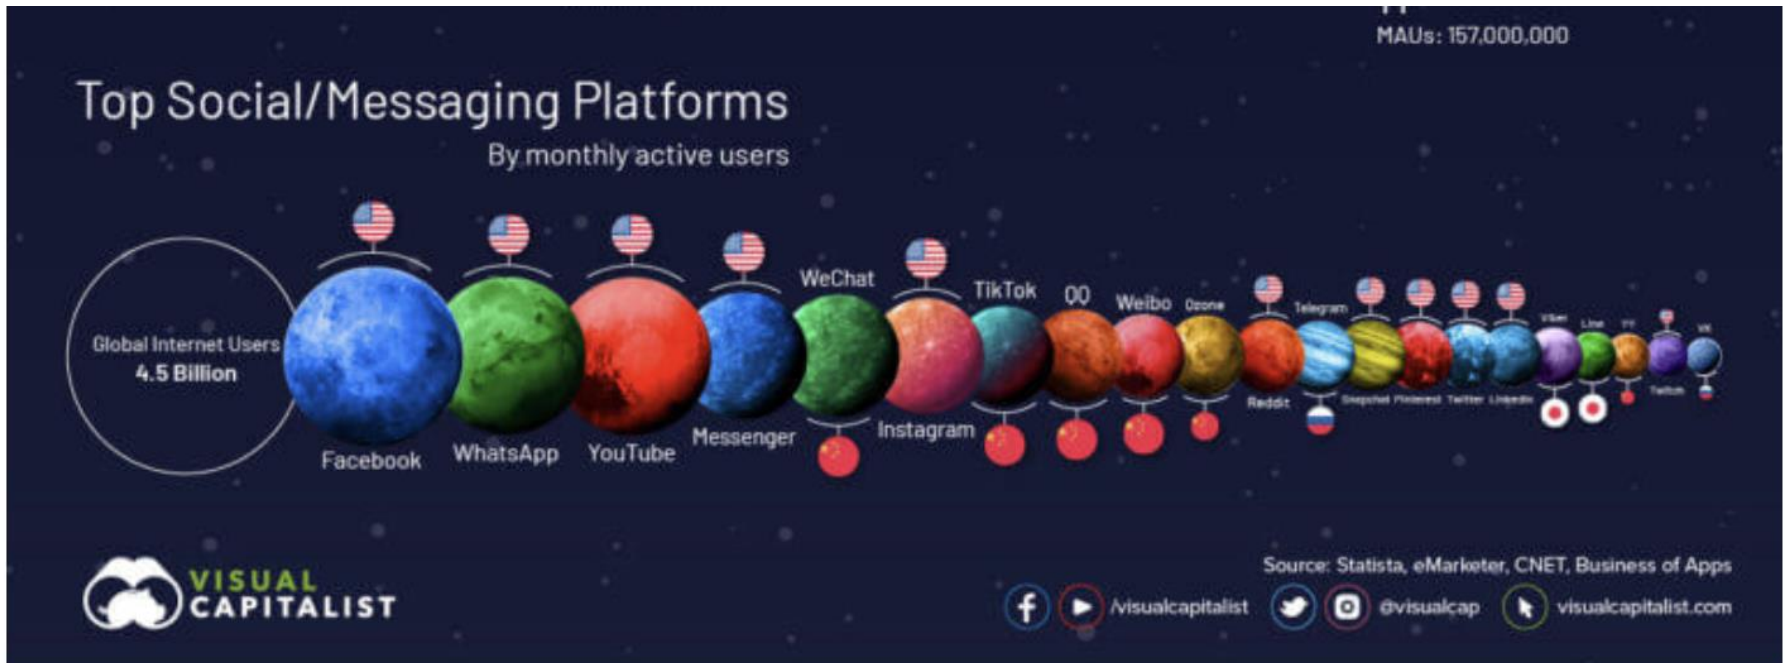 MAUs: 157,000,000
Top Social/Messaging Platforms
By monthly active users
Global Internet Users
4.5 Billion
Facebook
WhatsApp
YouTube
Messenger
WeChat
Instagram
TikTok
QQ
Weibo
Qzone
Reddit
Telegram
Snapchat
Pinterest
Twitter
LinkedIn
Viber
Line
YY
Twitch
VK
VISUAL
CAPITALIST
Source: Statista, eMarketer, CNET, Business of Apps
/visualcapitalist
@visualcap
visualcapitalist.com